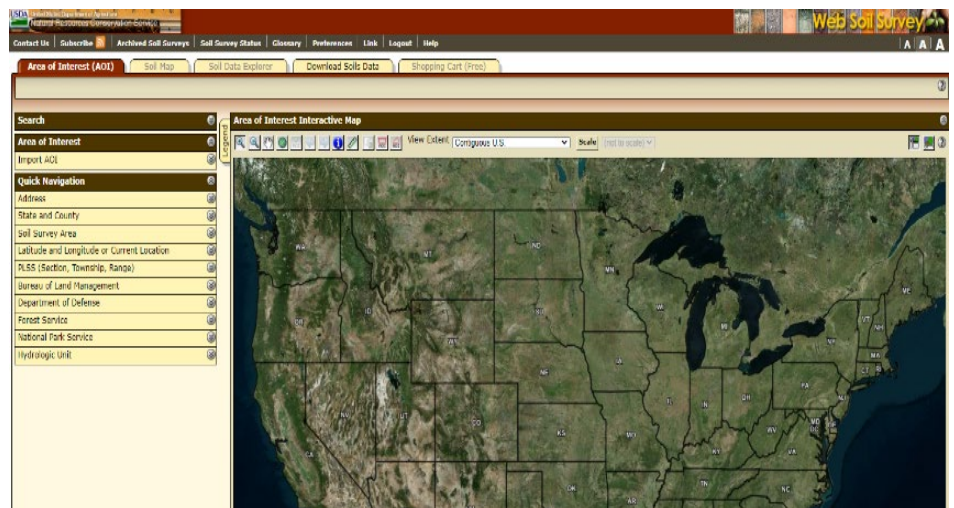 USDA United States Department of Agriculture
Natural Resources Conservation Service
Web Soil Survey
Contact Us Subscribe Archived Soil Surveys Soil Survey Status Glossary Preferences Link Logout Help
A A A
Area of Interest (AOI) Soil Map Soil Data Explorer Download Soils Data Shopping Cart (Free)
Search
Area of Interest
Import AOI
Quick Navigation
Address
State and County
Soil Survey Area
Latitude and Longitude or Current Location
PLSS (Section, Township, Range)
Bureau of Land Management
Department of Defense
Forest Service
National Park Service
Hydrologic Unit
Legend
Area of Interest Interactive Map
View Extent Contiguous U.S. Scale (not to scale)
WA MT ND MN ME
OR ID SD WI MI VT NH
WY NY MA
CT RI
IA NE PA NJ
NV UT CO IL IN OH MD DE
DC
CA KS MO WV VA
KY
OK AR TN NC